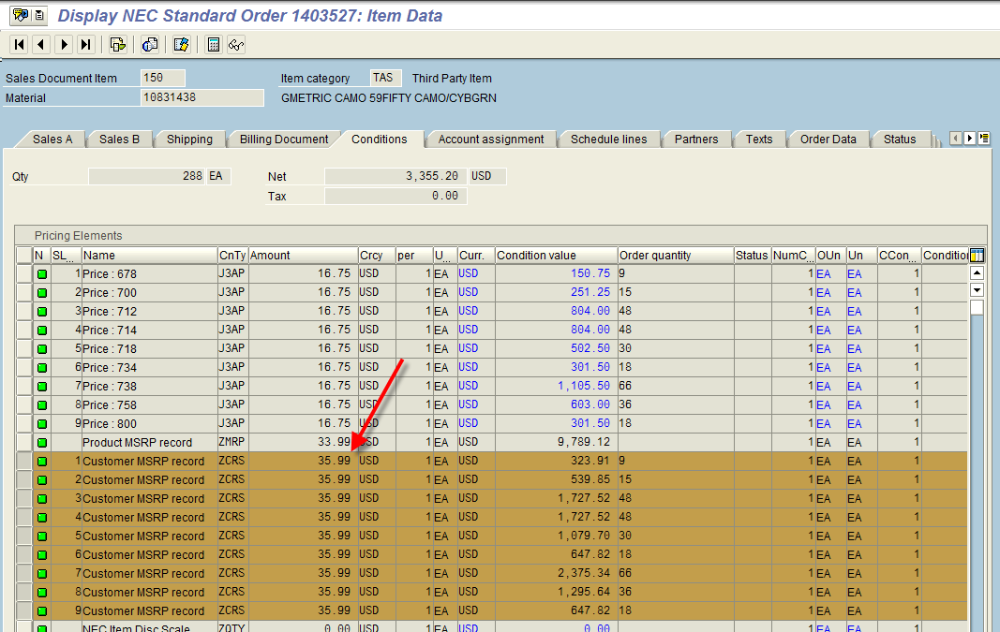 Display NEC Standard Order 1403527: Item Data
Sales Document Item 150 Item category TAS Third Party Item
Material 10831438 GMETRIC CAMO 59FIFTY CAMO/CYBGRN
Sales A Sales B Shipping Billing Document Conditions Account assignment Schedule lines Partners Texts Order Data Status
Qty 288 EA Net 3,355.20 USD
Tax 0.00
Pricing Elements
N SL... Name CnTy Amount Crcy per U... Curr. Condition value Order quantity Status NumC... OUn Un CCon... Condition
1 Price : 678 J3AP 16.75 USD 1 EA USD 150.75 9 1 EA EA 1
2 Price : 700 J3AP 16.75 USD 1 EA USD 251.25 15 1 EA EA 1
3 Price : 712 J3AP 16.75 USD 1 EA USD 804.00 48 1 EA EA 1
4 Price : 714 J3AP 16.75 USD 1 EA USD 804.00 48 1 EA EA 1
5 Price : 718 J3AP 16.75 USD 1 EA USD 502.50 30 1 EA EA 1
6 Price : 734 J3AP 16.75 USD 1 EA USD 301.50 18 1 EA EA 1
7 Price : 738 J3AP 16.75 USD 1 EA USD 1,105.50 66 1 EA EA 1
8 Price : 758 J3AP 16.75 USD 1 EA USD 603.00 36 1 EA EA 1
9 Price : 800 J3AP 16.75 USD 1 EA USD 301.50 18 1 EA EA 1
Product MSRP record ZMRP 33.99 USD 1 EA USD 9,789.12 1 EA EA 1
1 Customer MSRP record ZCRS 35.99 USD 1 EA USD 323.91 9 1 EA EA 1
2 Customer MSRP record ZCRS 35.99 USD 1 EA USD 539.85 15 1 EA EA 1
3 Customer MSRP record ZCRS 35.99 USD 1 EA USD 1,727.52 48 1 EA EA 1
4 Customer MSRP record ZCRS 35.99 USD 1 EA USD 1,727.52 48 1 EA EA 1
5 Customer MSRP record ZCRS 35.99 USD 1 EA USD 1,079.70 30 1 EA EA 1
6 Customer MSRP record ZCRS 35.99 USD 1 EA USD 647.82 18 1 EA EA 1
7 Customer MSRP record ZCRS 35.99 USD 1 EA USD 2,375.34 66 1 EA EA 1
8 Customer MSRP record ZCRS 35.99 USD 1 EA USD 1,295.64 36 1 EA EA 1
9 Customer MSRP record ZCRS 35.99 USD 1 EA USD 647.82 18 1 EA EA 1
NEC Item Disc Scale ZQTY 0.00 USD 1 EA USD 0.00 1 EA EA 1